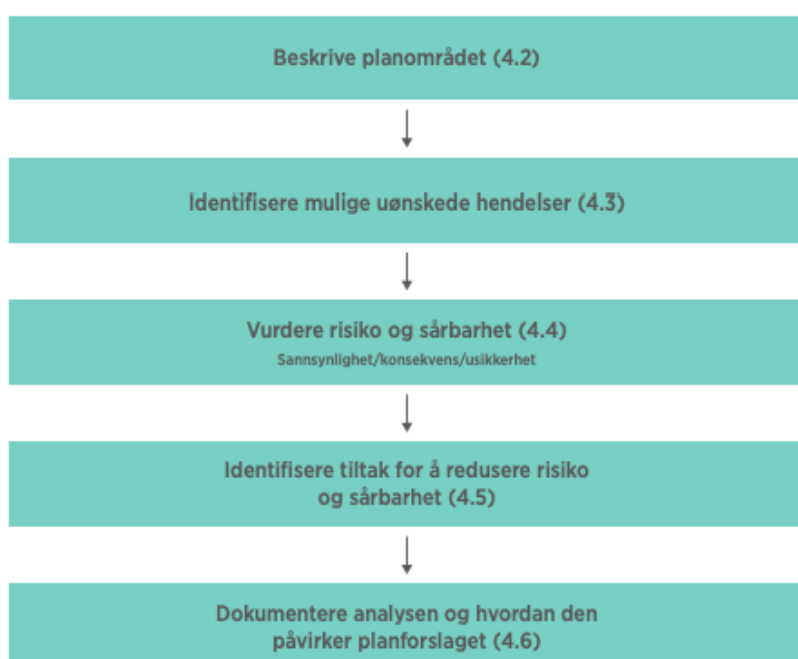 Beskrive planområdet (4.2)
Identifisere mulige uønskede hendelser (4.3)
Vurdere risiko og sårbarhet (4.4)
Sannsynlighet/konsekvens/usikkerhet
Identifisere tiltak for å redusere risiko
og sårbarhet (4.5)
Dokumentere analysen og hvordan den
påvirker planforslaget (4.6)